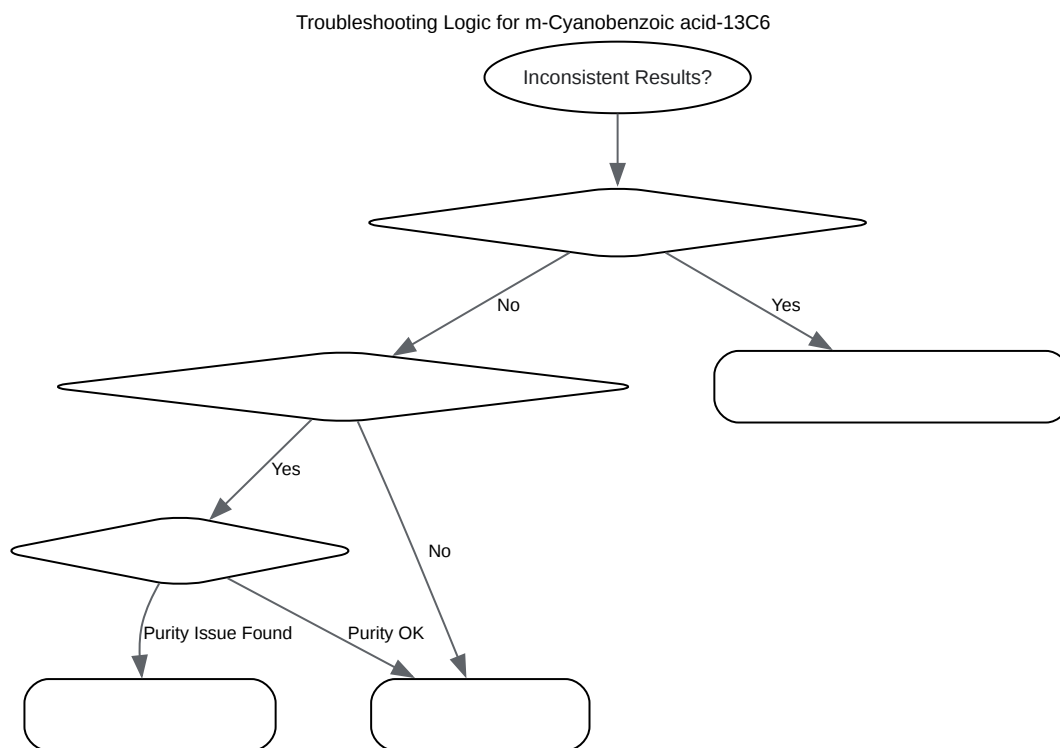 Troubleshooting Logic for m-Cyanobenzoic acid-13C6
Inconsistent Results?
No
Yes
Yes
No
Purity Issue Found
Purity OK